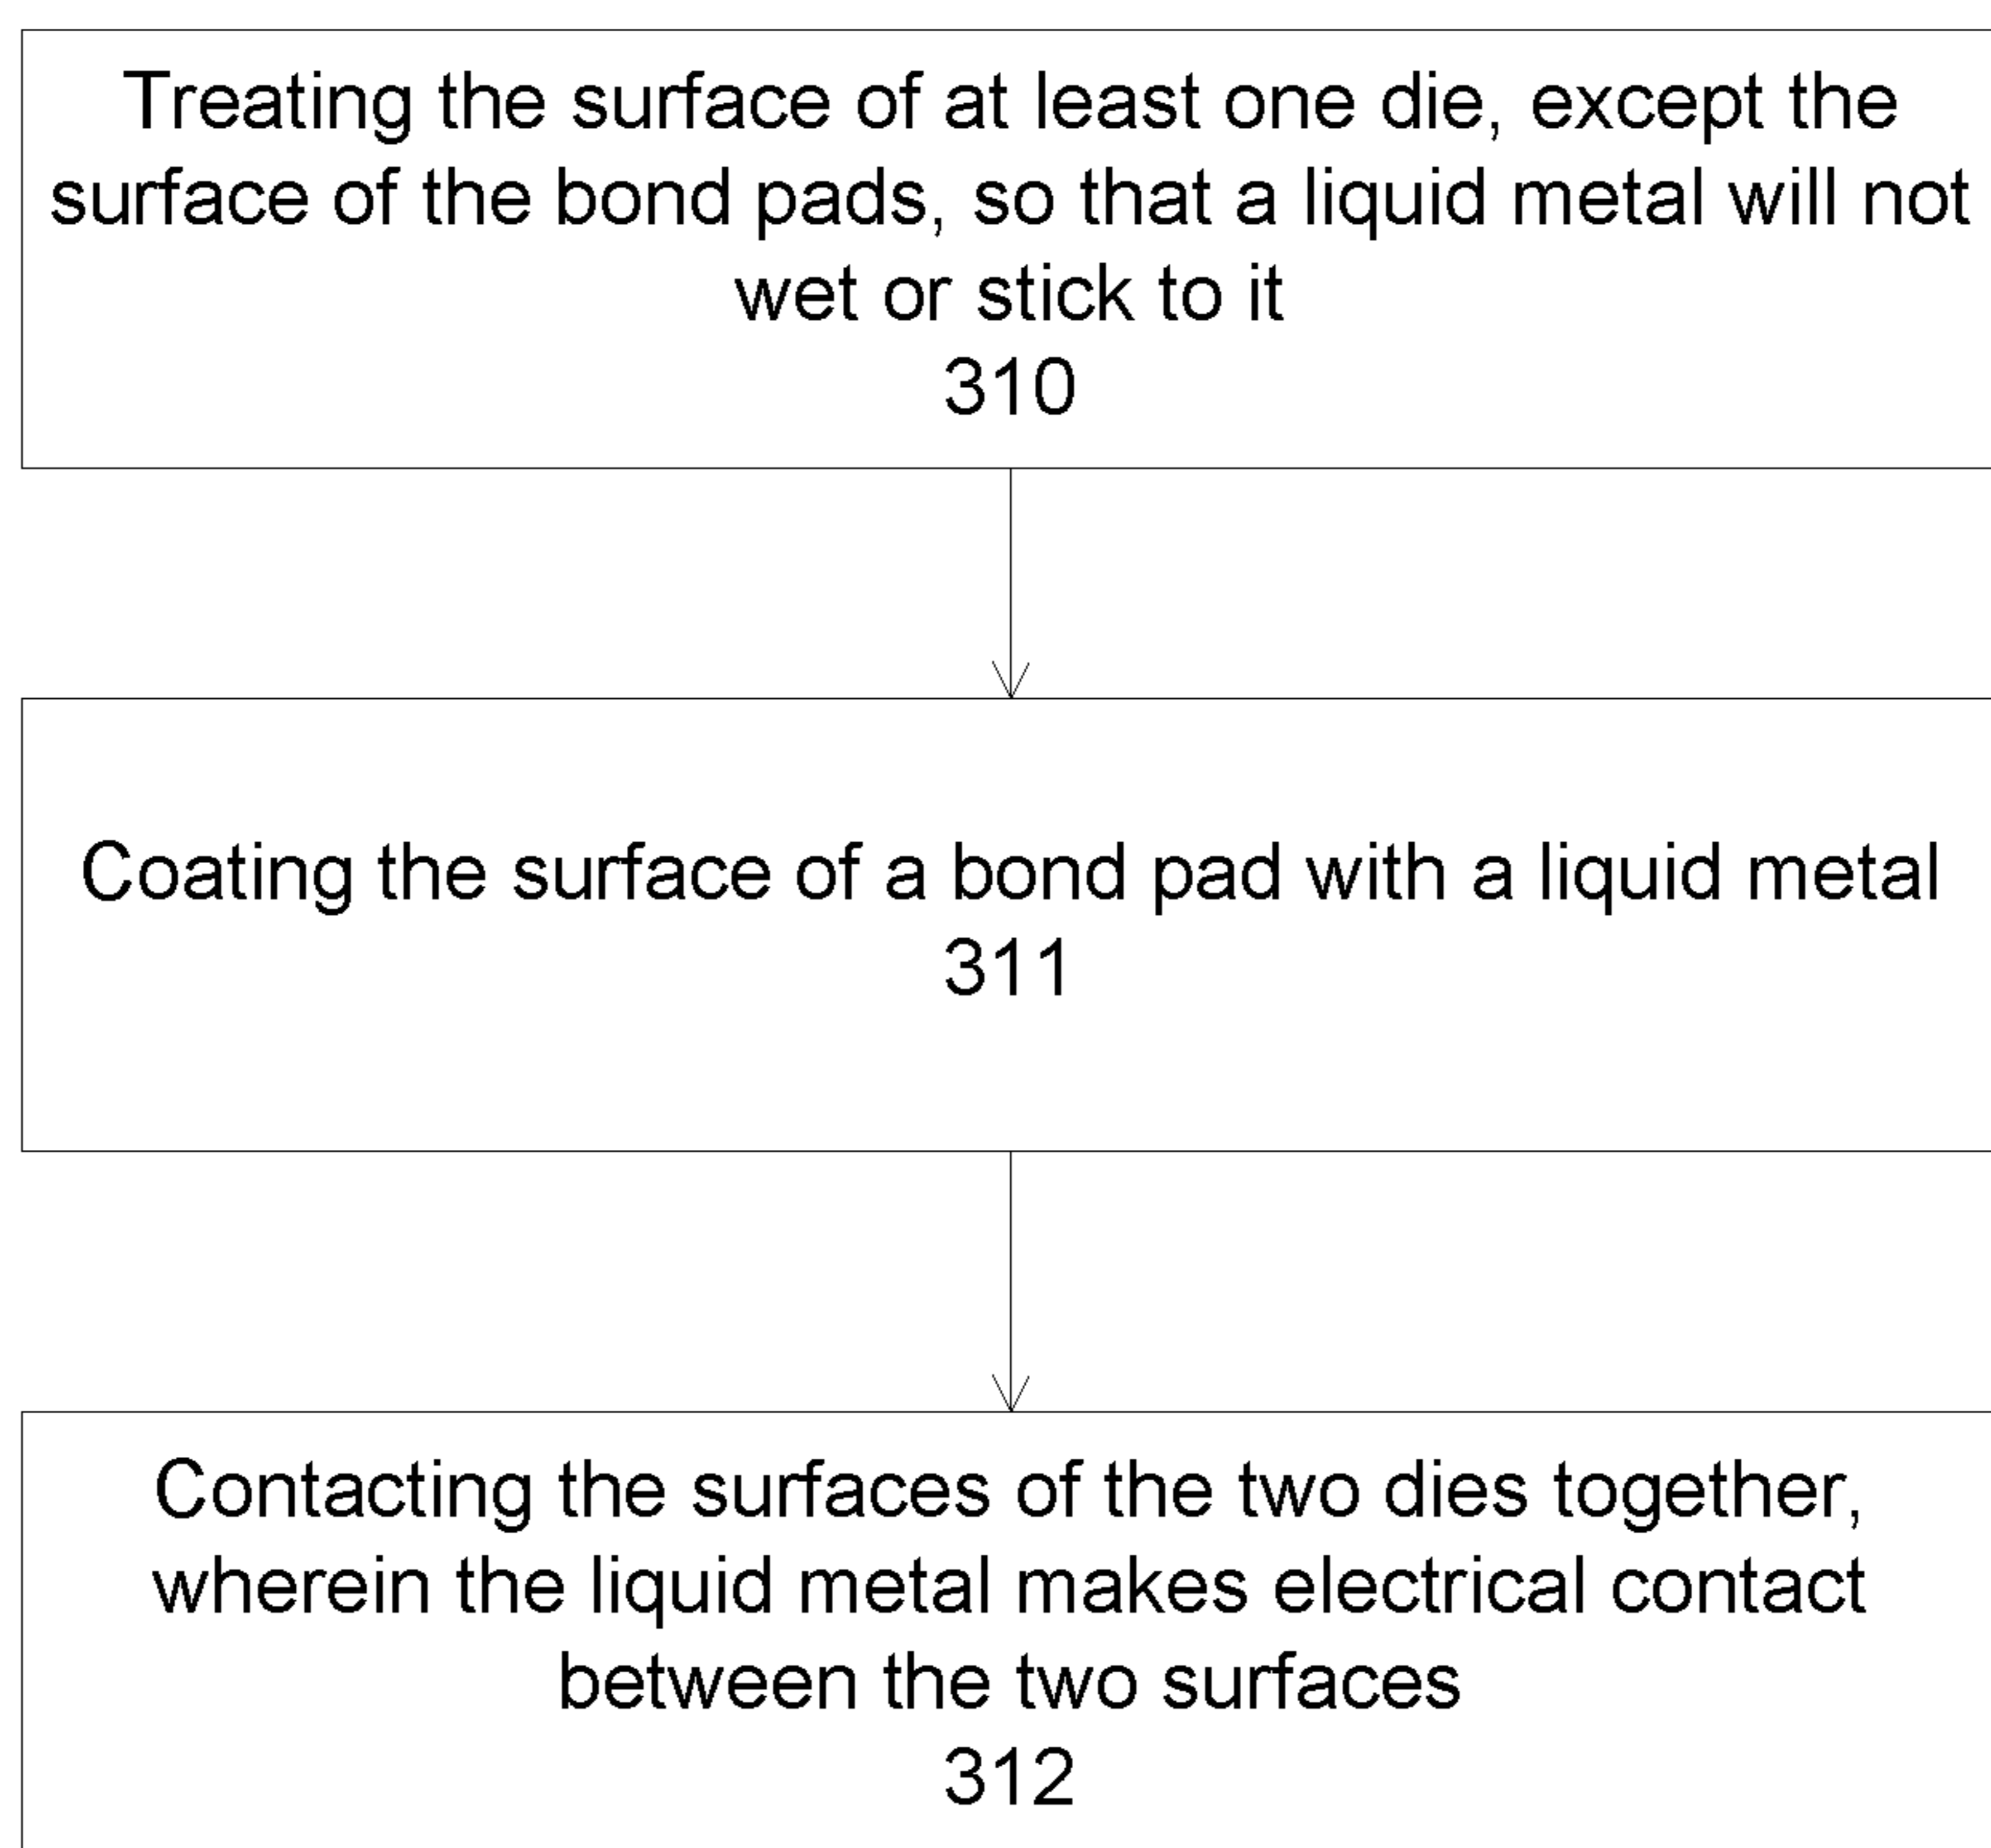 Treating the surface of at least one die, except the
surface of the bond pads, so that a liquid metal will not
wet or stick to it
310
Coating the surface of a bond pad with a liquid metal
311
Contacting the surfaces of the two dies together,
wherein the liquid metal makes electrical contact
between the two surfaces
312